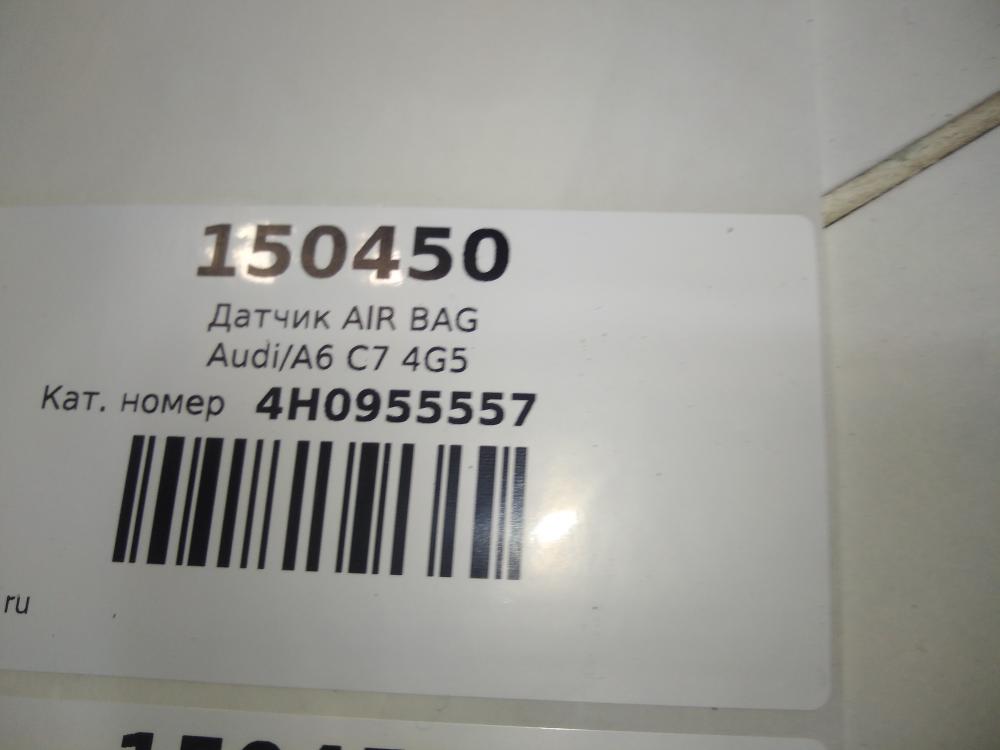 150450
Датчик AIR BAG
Audi/A6 C7 4G5
Кат. номер 4H0955557
ru